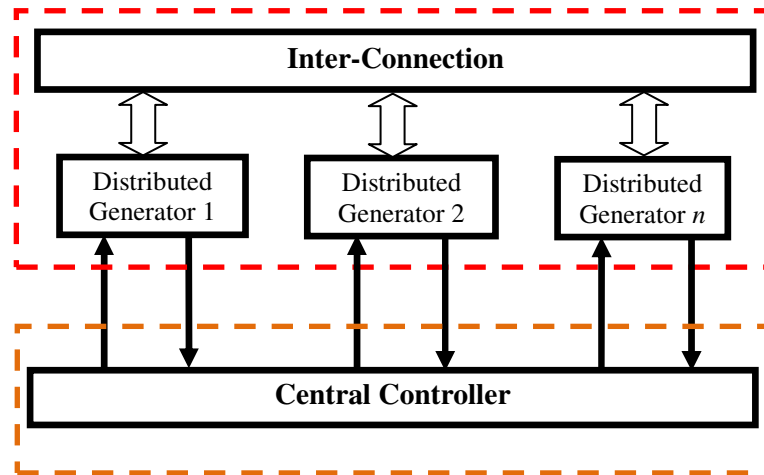 Inter-Connection
Distributed
Generator 1
Distributed
Generator 2
Distributed
Generator n
Central Controller